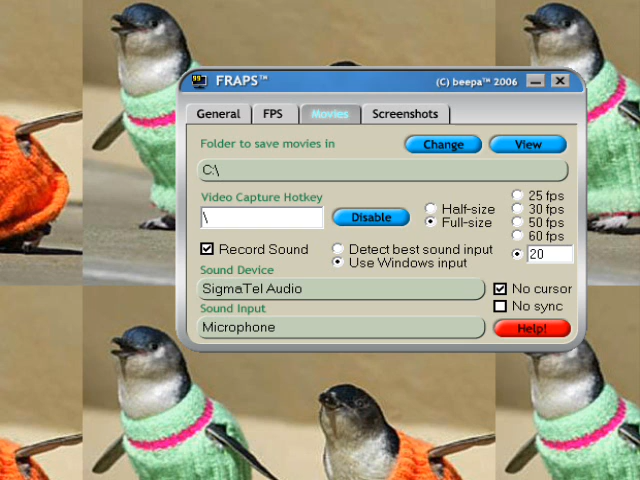 FRAPS™ (C) beepa™ 2006
General FPS Movies Screenshots
Folder to save movies in Change View
C:\
Video Capture Hotkey
\ Disable
Half-size
Full-size
25 fps
30 fps
50 fps
60 fps
20
Record Sound
Detect best sound input
Use Windows input
Sound Device
SigmaTel Audio
No cursor
Sound Input
No sync
Microphone
Help!